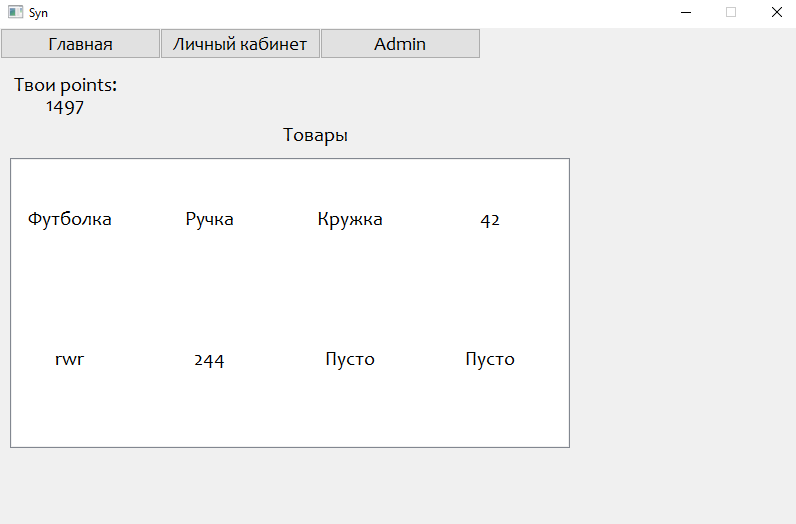 Syn
Главная Личный кабинет Admin
Твои points:
1497
Товары
Футболка Ручка Кружка 42
rwr 244 Пусто Пусто